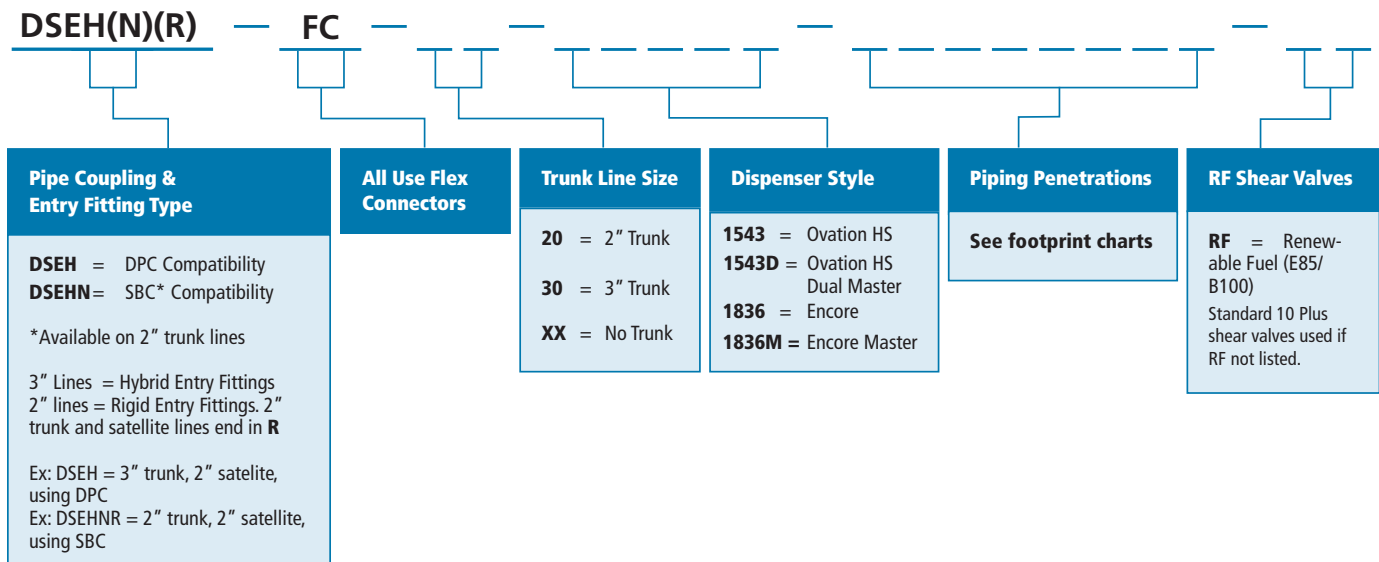 DSEH(N)(R) — FC — — — —
Pipe Coupling &
Entry Fitting Type
DSEH = DPC Compatibility
DSEHN= SBC* Compatibility
*Available on 2" trunk lines
3" Lines = Hybrid Entry Fittings
2" lines = Rigid Entry Fittings. 2"
trunk and satellite lines end in R
Ex: DSEH = 3" trunk, 2" satelite,
using DPC
Ex: DSEHNR = 2" trunk, 2" satellite,
using SBC
All Use Flex
Connectors
Trunk Line Size
20 = 2" Trunk
30 = 3" Trunk
XX = No Trunk
Dispenser Style
1543 = Ovation HS
1543D = Ovation HS
Dual Master
1836 = Encore
1836M = Encore Master
Piping Penetrations
See footprint charts
RF Shear Valves
RF = Renew-
able Fuel (E85/
B100)
Standard 10 Plus
shear valves used if
RF not listed.